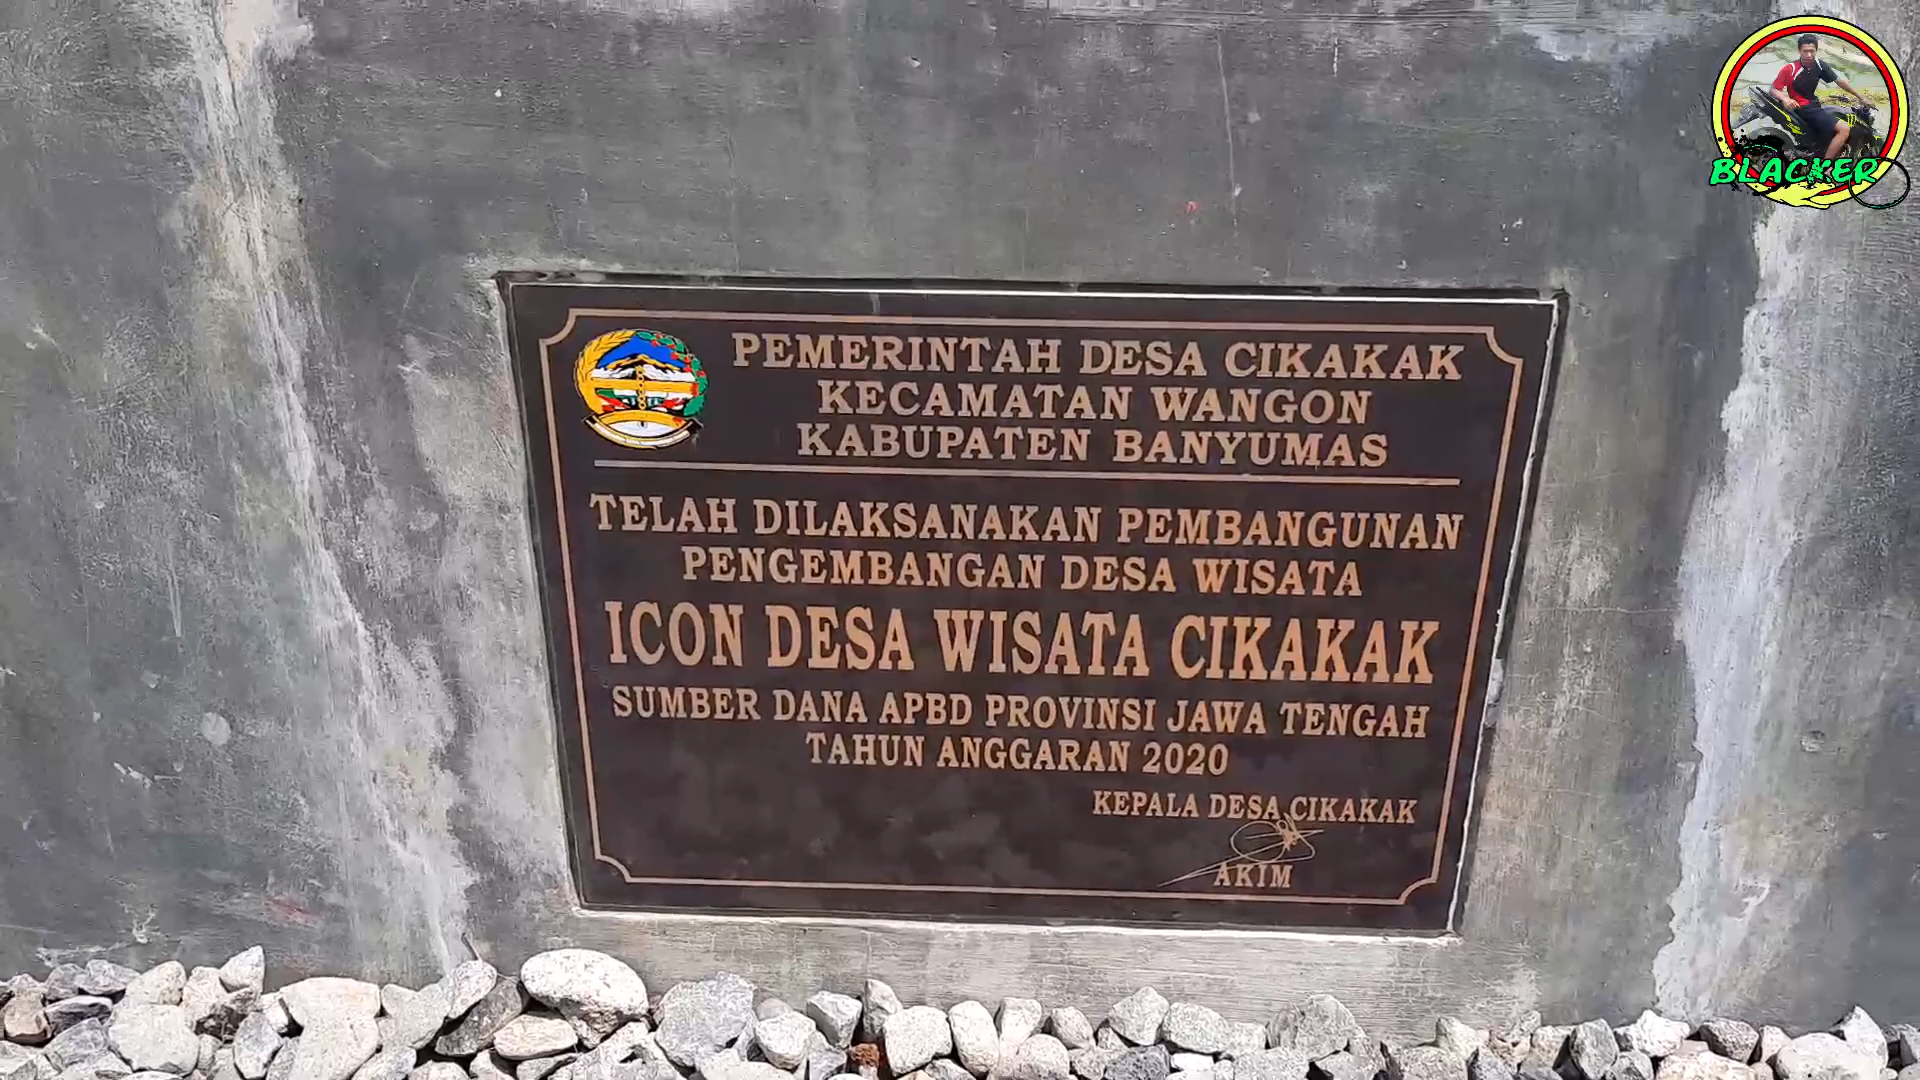 BLACKER
PEMERINTAH DESA CIKAKAK
KECAMATAN WANGON
KABUPATEN BANYUMAS
TELAH DILAKSANAKAN PEMBANGUNAN
PENGEMBANGAN DESA WISATA
ICON DESA WISATA CIKAKAK
SUMBER DANA APBD PROVINSI JAWA TENGAH
TAHUN ANGGARAN 2020
KEPALA DESA CIKAKAK
AKIM